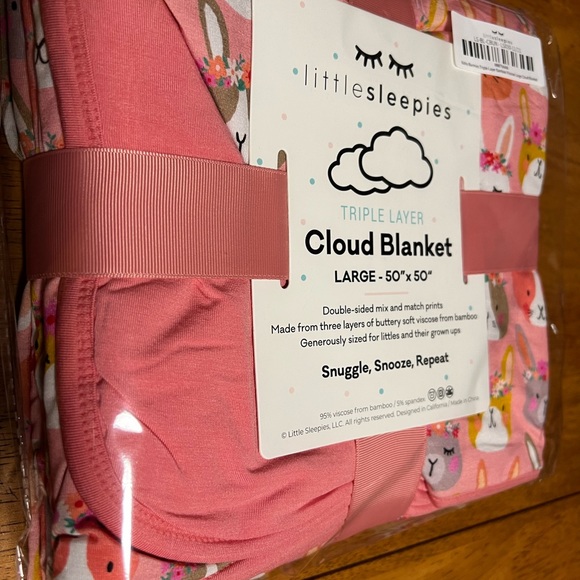 littlesleepies
TRIPLE LAYER
Cloud Blanket
LARGE - 50" x 50"
Double-sided mix and match prints
Made from three layers of buttery soft viscose from bamboo
Generously sized for littles and their grown ups
Snuggle, Snooze, Repeat
95% viscose from bamboo / 5% spandex
© Little Sleepies, LLC. All rights reserved. Designed in California / Made in China